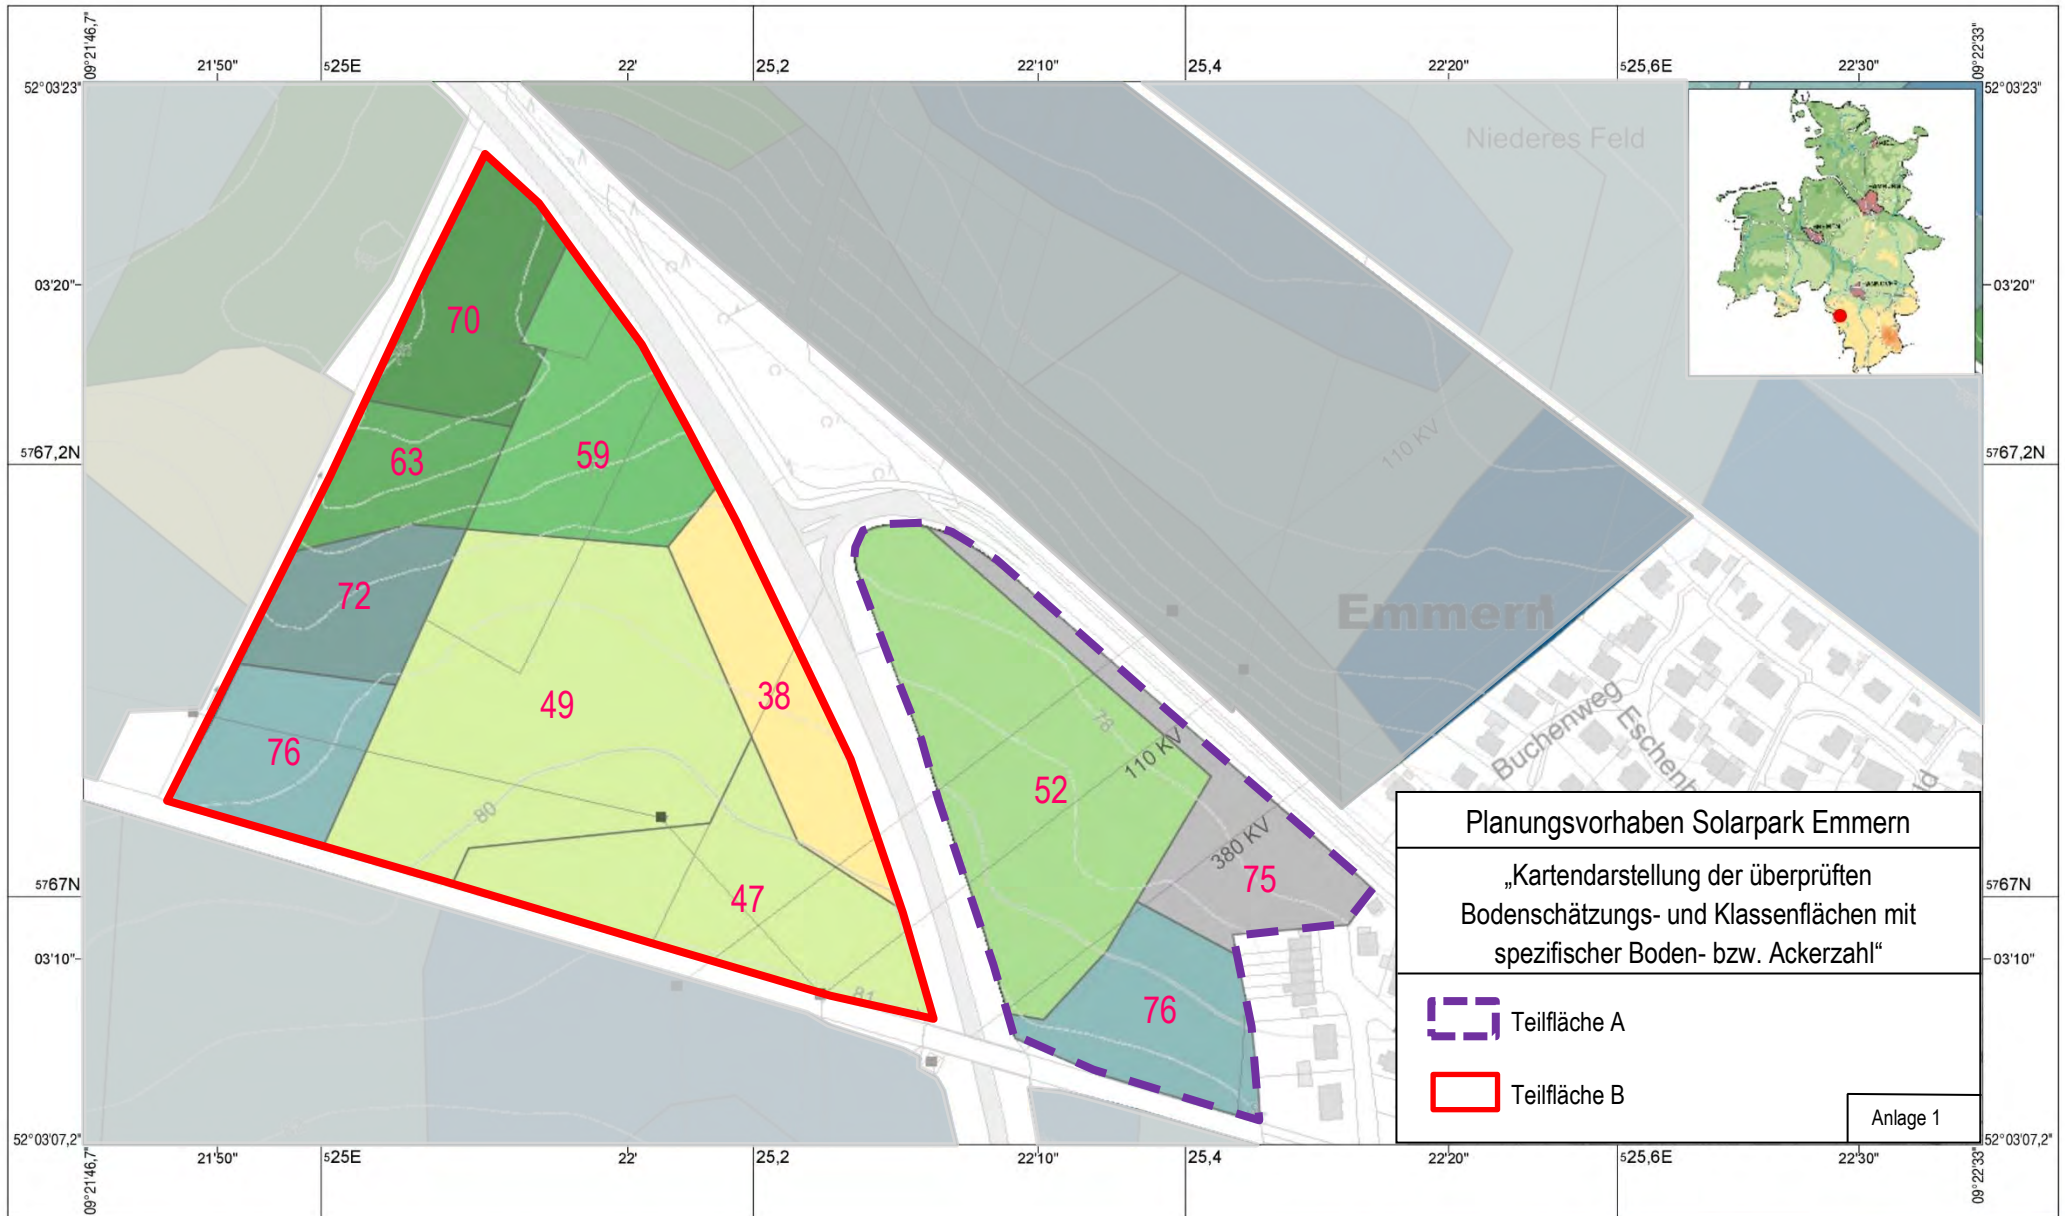 09°21'46,7"
21'50"
525E
22'
25,2
22'10"
25,4
22'20"
525,6E
22'30"
09°22'33"
52°03'23"
52°03'23"
Niederes Feld
03'20"
03'20"
70
110 KV
5767,2N
5767,2N
63
59
72
Emmern
49
38
78
Buchenweg
Eschenb
76
52
110 KV
80
380 KV
75
47
5767N
5767N
Planungsvorhaben Solarpark Emmern
„Kartendarstellung der überprüften
Bodenschätzungs- und Klassenflächen mit
spezifischer Boden- bzw. Ackerzahl“
03'10"
03'10"
81
76
Teilfläche A
Teilfläche B
Anlage 1
52°03'07,2"
52°03'07,2"
09°21'46,7"
21'50"
525E
22'
25,2
22'10"
25,4
22'20"
525,6E
22'30"
09°22'33"